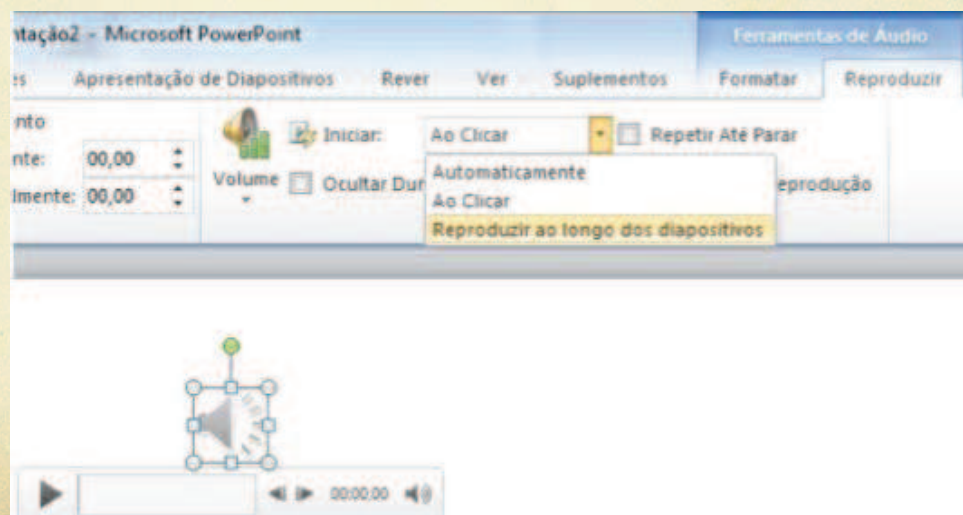 ntação2 - Microsoft PowerPoint
Ferramentas de Áudio
es Apresentação de Diapositivos Rever Ver Suplementos Formatar Reproduzir
nto
nte: 00,00
lmente: 00,00
Volume
Iniciar: Ao Clicar
Repetir Até Parar
Ocultar Dur
eprodução
Automaticamente
Ao Clicar
Reproduzir ao longo dos diapositivos
00:00.00